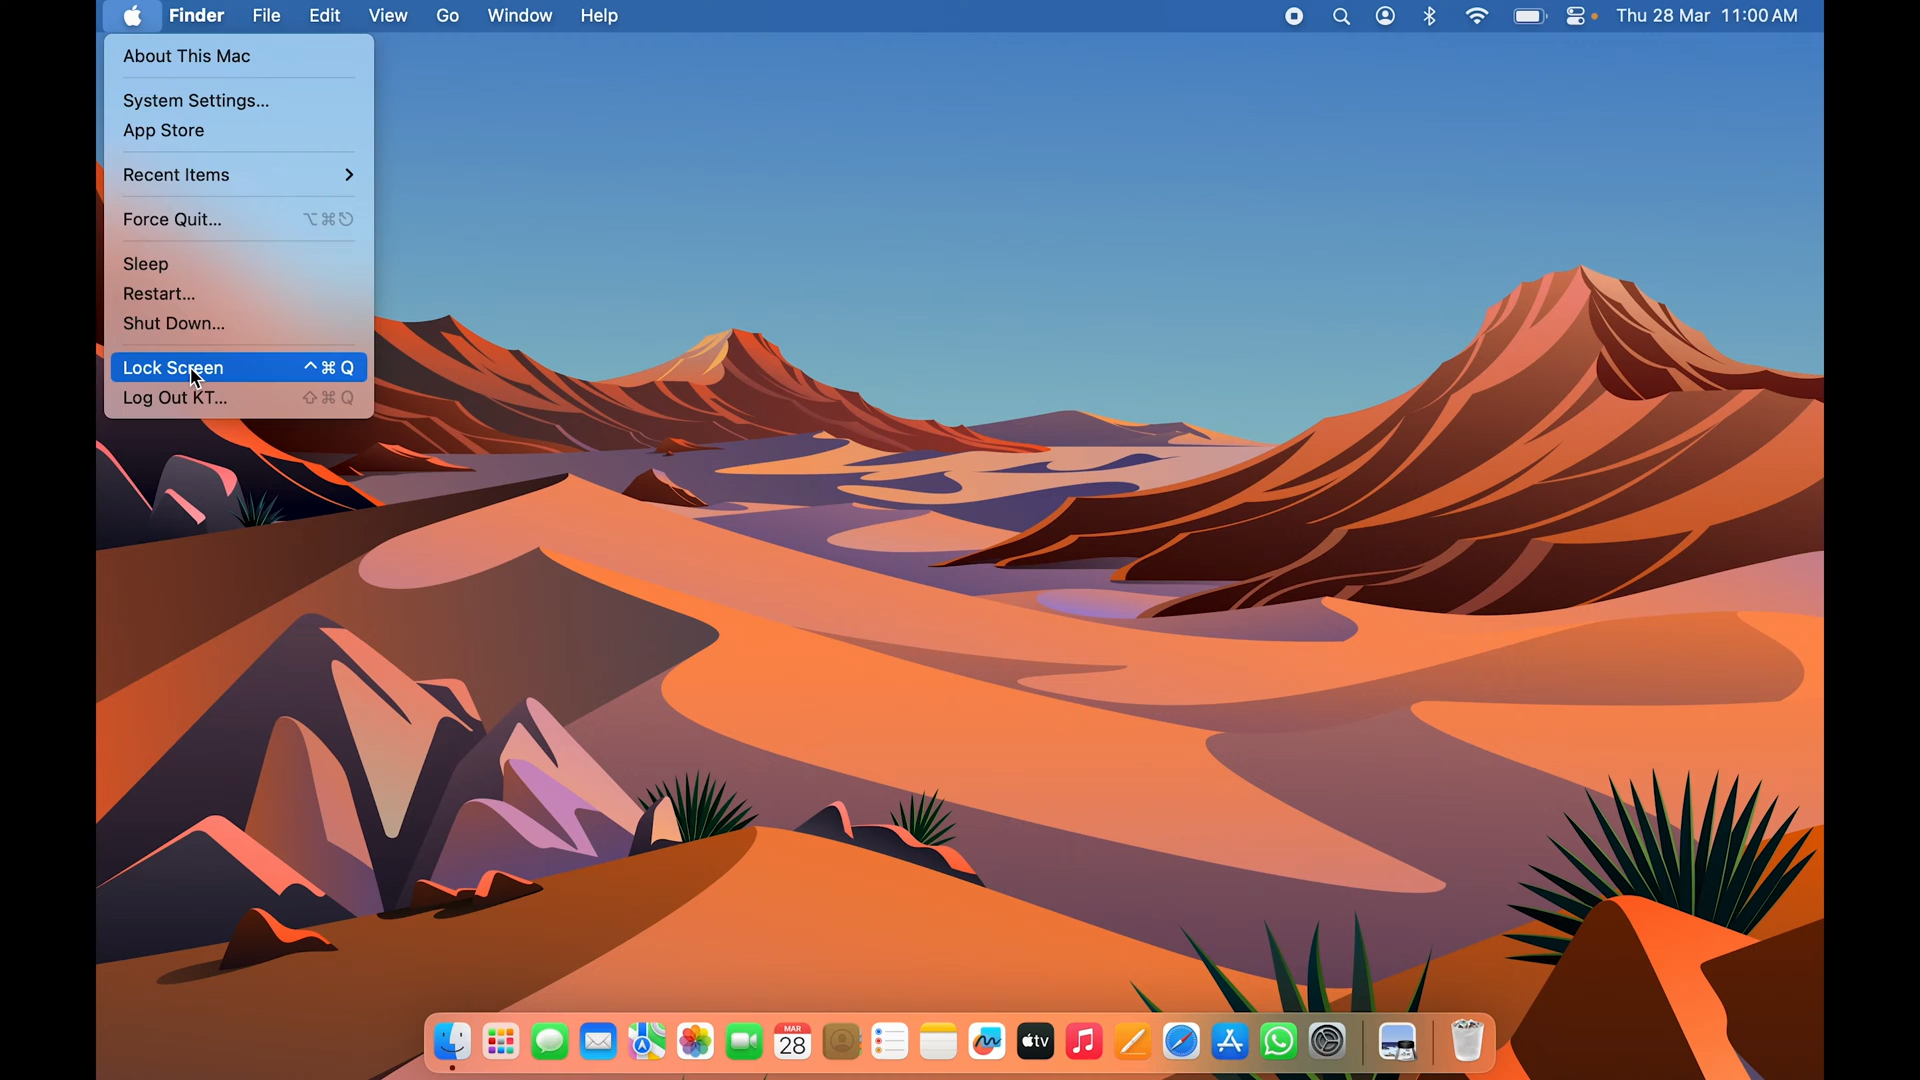 Finder File Edit View Go Window Help Thu 28 Mar 11:00 AM
About This Mac
System Settings...
App Store
Recent Items
Force Quit... ⌥⌘⎋
Sleep
Restart...
Shut Down...
Lock Screen ^⌘Q
Log Out KT... ⇧⌘Q
MAR
28
tv